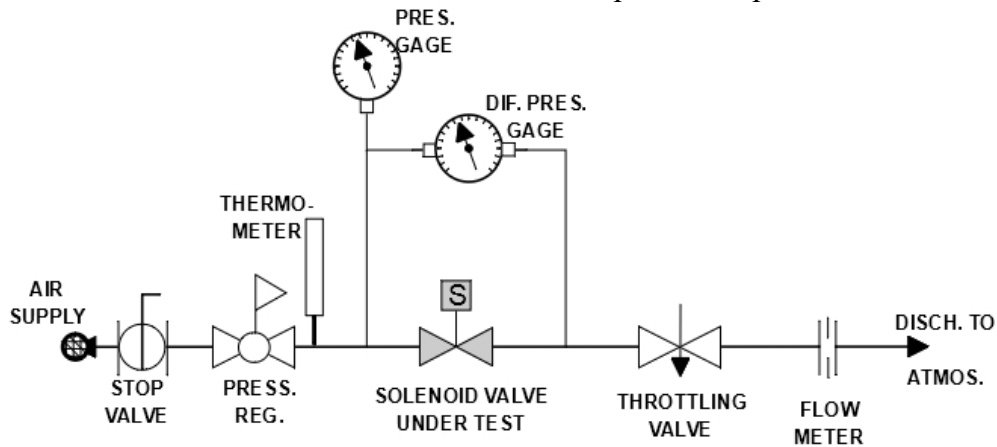 PRES.
GAGE
DIF. PRES.
GAGE
THERMO-
METER
AIR
SUPPLY
S
DISCH. TO
ATMOS.
STOP
VALVE
PRESS.
REG.
SOLENOID VALVE
UNDER TEST
THROTTLING
VALVE
FLOW
METER